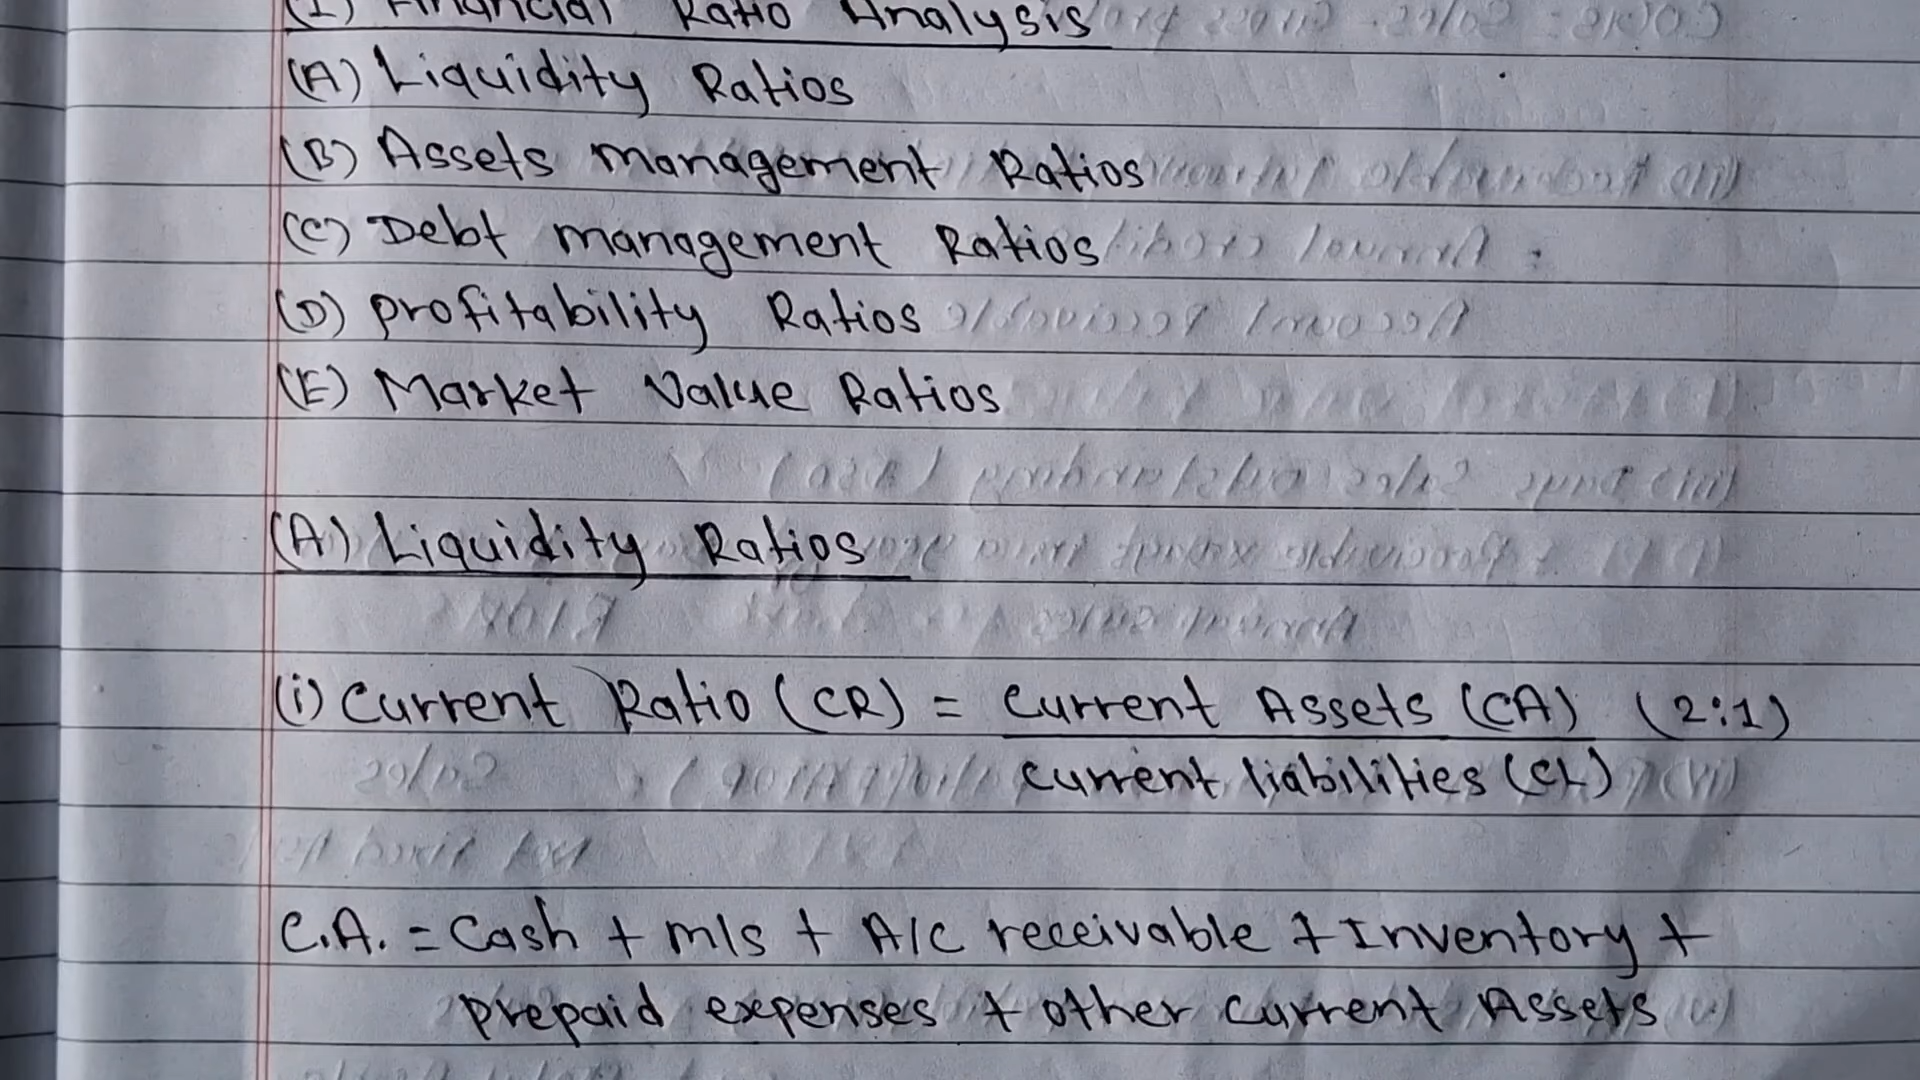 (I) Financial Ratio Analysis
(A) Liquidity Ratios
(B) Assets management Ratios
(C) Debt management Ratios
(D) profitability Ratios
(E) Market Value Ratios
(A) Liquidity Ratios
(i) Current Ratio (CR) = Current Assets (CA) (2:1)
Current liabilities (CL)
C.A. = Cash + m/s + A/C receivable + Inventory +
prepaid expenses + other Current Assets